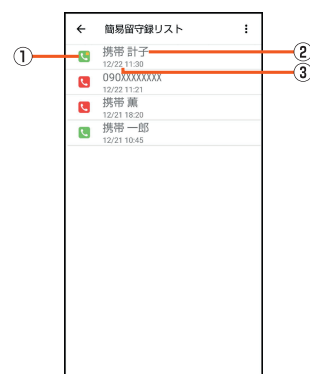 簡易留守録リスト
① 携帯 計子 ②
12/22 11:30 ③
090XXXXXXXX
12/22 11:21
携帯 薫
12/21 18:20
携帯 一郎
12/21 10:45